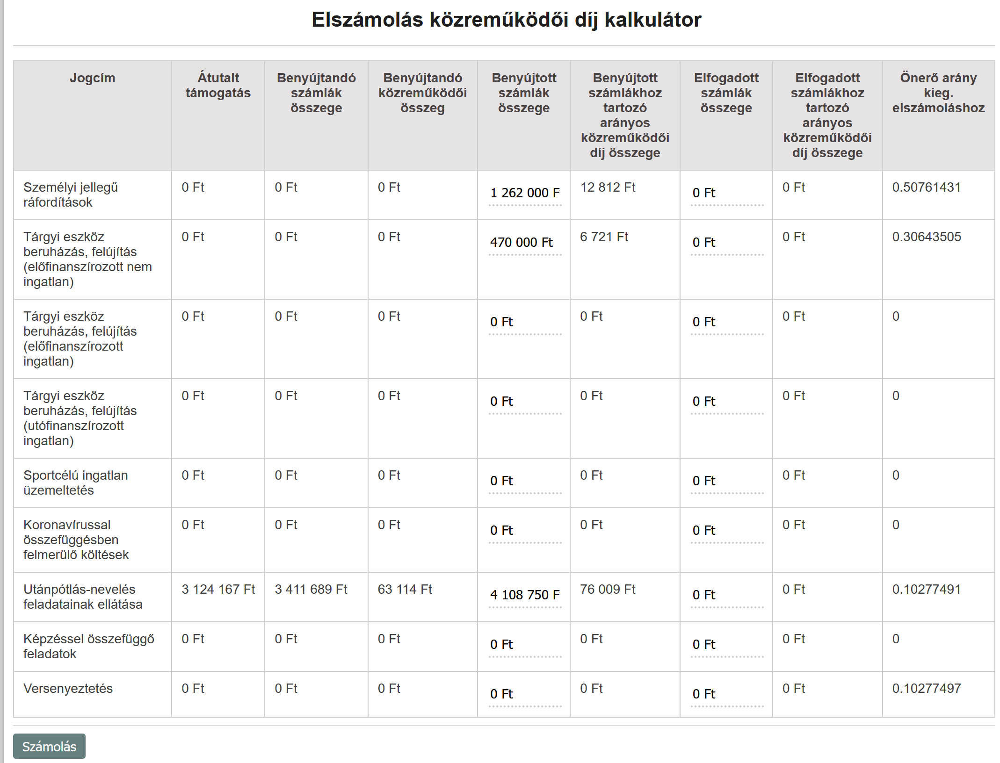 Elszámolás közreműködői díj kalkulátor
Jogcím
Átutalt
támogatás
Benyújtandó
számlák
összege
Benyújtandó
közreműködői
összeg
Benyújtott
számlák
összege
Benyújtott
számlákhoz
tartozó
arányos
közreműködői
díj összege
Elfogadott
számlák
összege
Elfogadott
számlákhoz
tartozó
arányos
közreműködői
díj összege
Önerő arány
kieg.
elszámoláshoz
Személyi jellegű
ráfordítások
0 Ft
0 Ft
0 Ft
1 262 000 F
12 812 Ft
0 Ft
0 Ft
0.50761431
Tárgyi eszköz
beruházás, felújítás
(előfinanszírozott nem
ingatlan)
0 Ft
0 Ft
0 Ft
470 000 Ft
6 721 Ft
0 Ft
0 Ft
0.30643505
Tárgyi eszköz
beruházás, felújítás
(előfinanszírozott
ingatlan)
0 Ft
0 Ft
0 Ft
0 Ft
0 Ft
0 Ft
0 Ft
0
Tárgyi eszköz
beruházás, felújítás
(utófinanszírozott
ingatlan)
0 Ft
0 Ft
0 Ft
0 Ft
0 Ft
0 Ft
0 Ft
0
Sportcélú ingatlan
üzemeltetés
0 Ft
0 Ft
0 Ft
0 Ft
0 Ft
0 Ft
0 Ft
0
Koronavírussal
összefüggésben
felmerülő költések
0 Ft
0 Ft
0 Ft
0 Ft
0 Ft
0 Ft
0 Ft
0
Utánpótlás-nevelés
feladatainak ellátása
3 124 167 Ft
3 411 689 Ft
63 114 Ft
4 108 750 F
76 009 Ft
0 Ft
0 Ft
0.10277491
Képzéssel összefüggő
feladatok
0 Ft
0 Ft
0 Ft
0 Ft
0 Ft
0 Ft
0 Ft
0
Versenyeztetés
0 Ft
0 Ft
0 Ft
0 Ft
0 Ft
0 Ft
0 Ft
0.10277497
Számolás